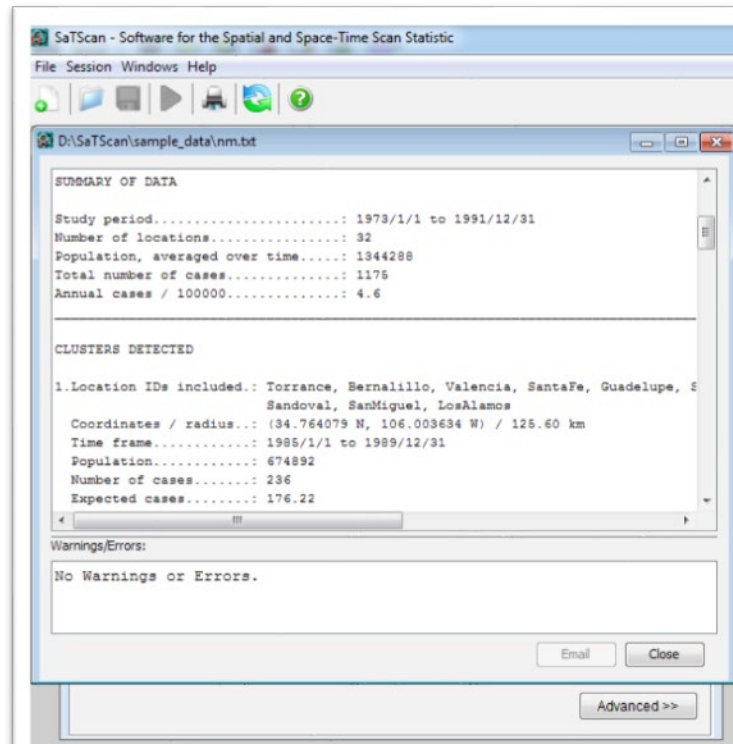 SaTScan - Software for the Spatial and Space-Time Scan Statistic
File Session Windows Help
D:\SaTScan\sample_data\nm.txt
SUMMARY OF DATA
Study period.......................: 1973/1/1 to 1991/12/31
Number of locations................: 32
Population, averaged over time.....: 1344288
Total number of cases..............: 1175
Annual cases / 100000..............: 4.6
CLUSTERS DETECTED
1.Location IDs included.: Torrance, Bernalillo, Valencia, SantaFe, Guadelupe, S
Sandoval, SanMiguel, LosAlamos
Coordinates / radius..: (34.764079 N, 106.003634 W) / 125.60 km
Time frame............: 1985/1/1 to 1989/12/31
Population............: 674892
Number of cases.......: 236
Expected cases........: 176.22
Warnings/Errors:
No Warnings or Errors.
Email Close
Advanced >>